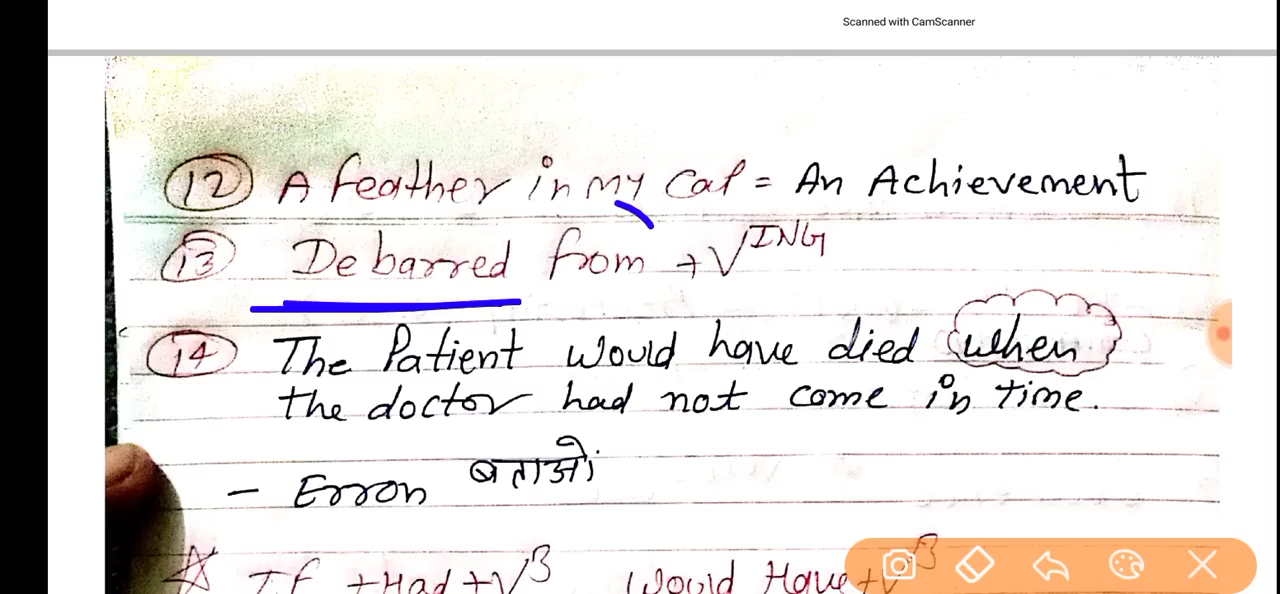 Scanned with CamScanner
12 A feather in my Cap = An Achievement
13 Debarred from + V ING
14 The Patient would have died when
the doctor had not come in time.
- Error बताओ
☆ If + Had + V3 Would Have + V3